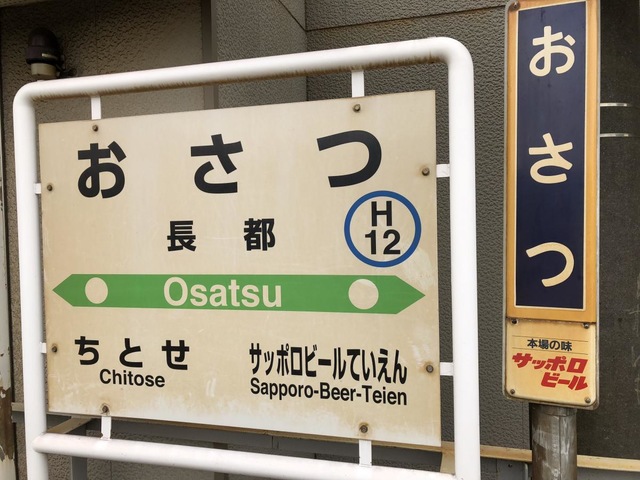 おさつ
長都
H
12
Osatsu
ちとせ
Chitose
サッポロビールていえん
Sapporo-Beer-Teien
おさつ
本場の味
サッポロ
ビール